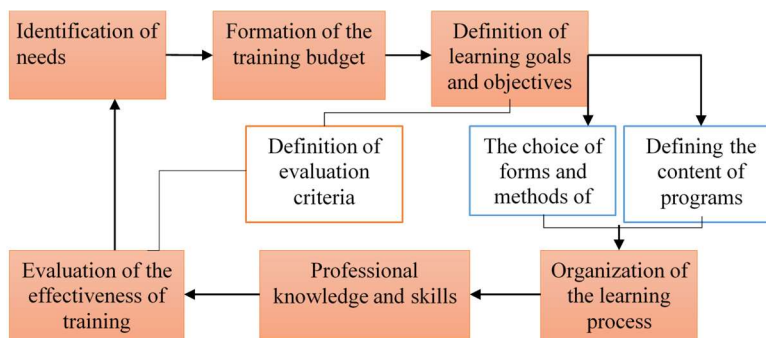 Identification of
needs
Formation of the
training budget
Definition of
learning goals
and objectives
Definition of
evaluation
criteria
The choice of
forms and
methods of
Defining the
content of
programs
Evaluation of the
effectiveness of
training
Professional
knowledge and skills
Organization of
the learning
process